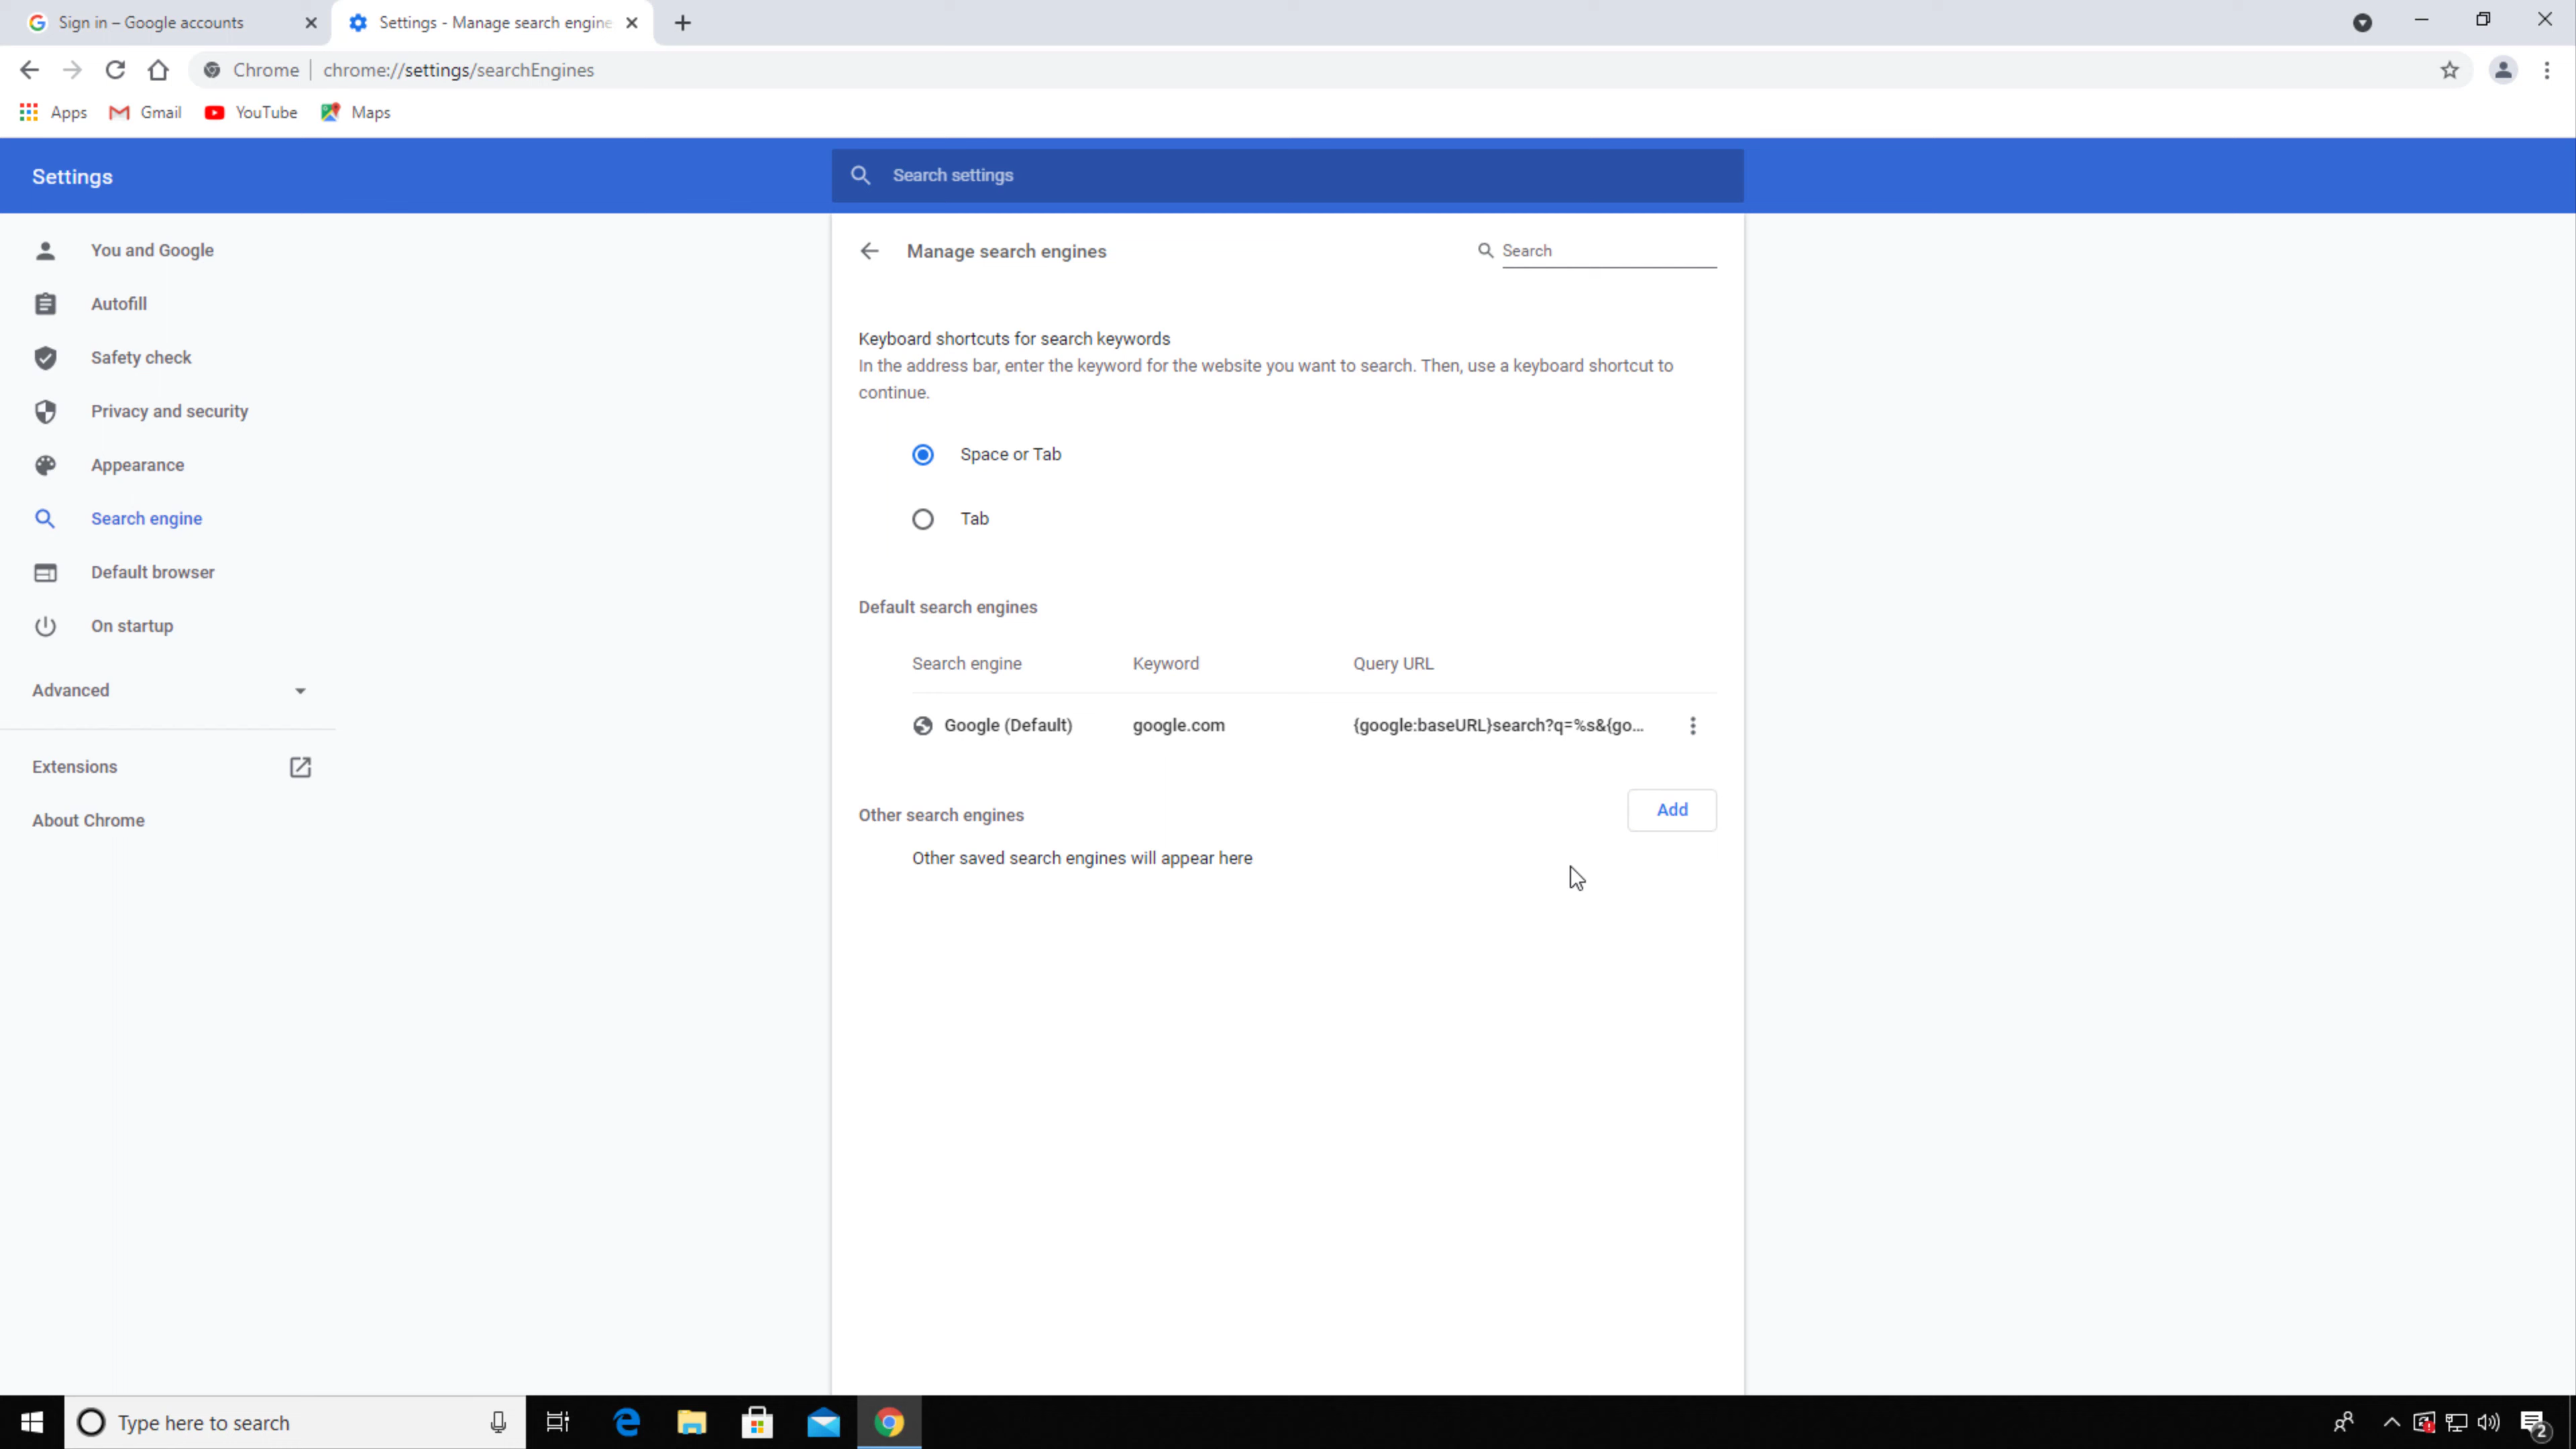 Sign in – Google accounts
Settings - Manage search engine
Chrome | chrome://settings/searchEngines
Apps Gmail YouTube Maps
Settings
Search settings
You and Google
Autofill
Safety check
Privacy and security
Appearance
Search engine
Default browser
On startup
Advanced
Extensions
About Chrome
Manage search engines
Search
Keyboard shortcuts for search keywords
In the address bar, enter the keyword for the website you want to search. Then, use a keyboard shortcut to
continue.
Space or Tab
Tab
Default search engines
Search engine Keyword Query URL
Google (Default) google.com {google:baseURL}search?q=%s&{go...
Other search engines
Add
Other saved search engines will appear here
Type here to search
2